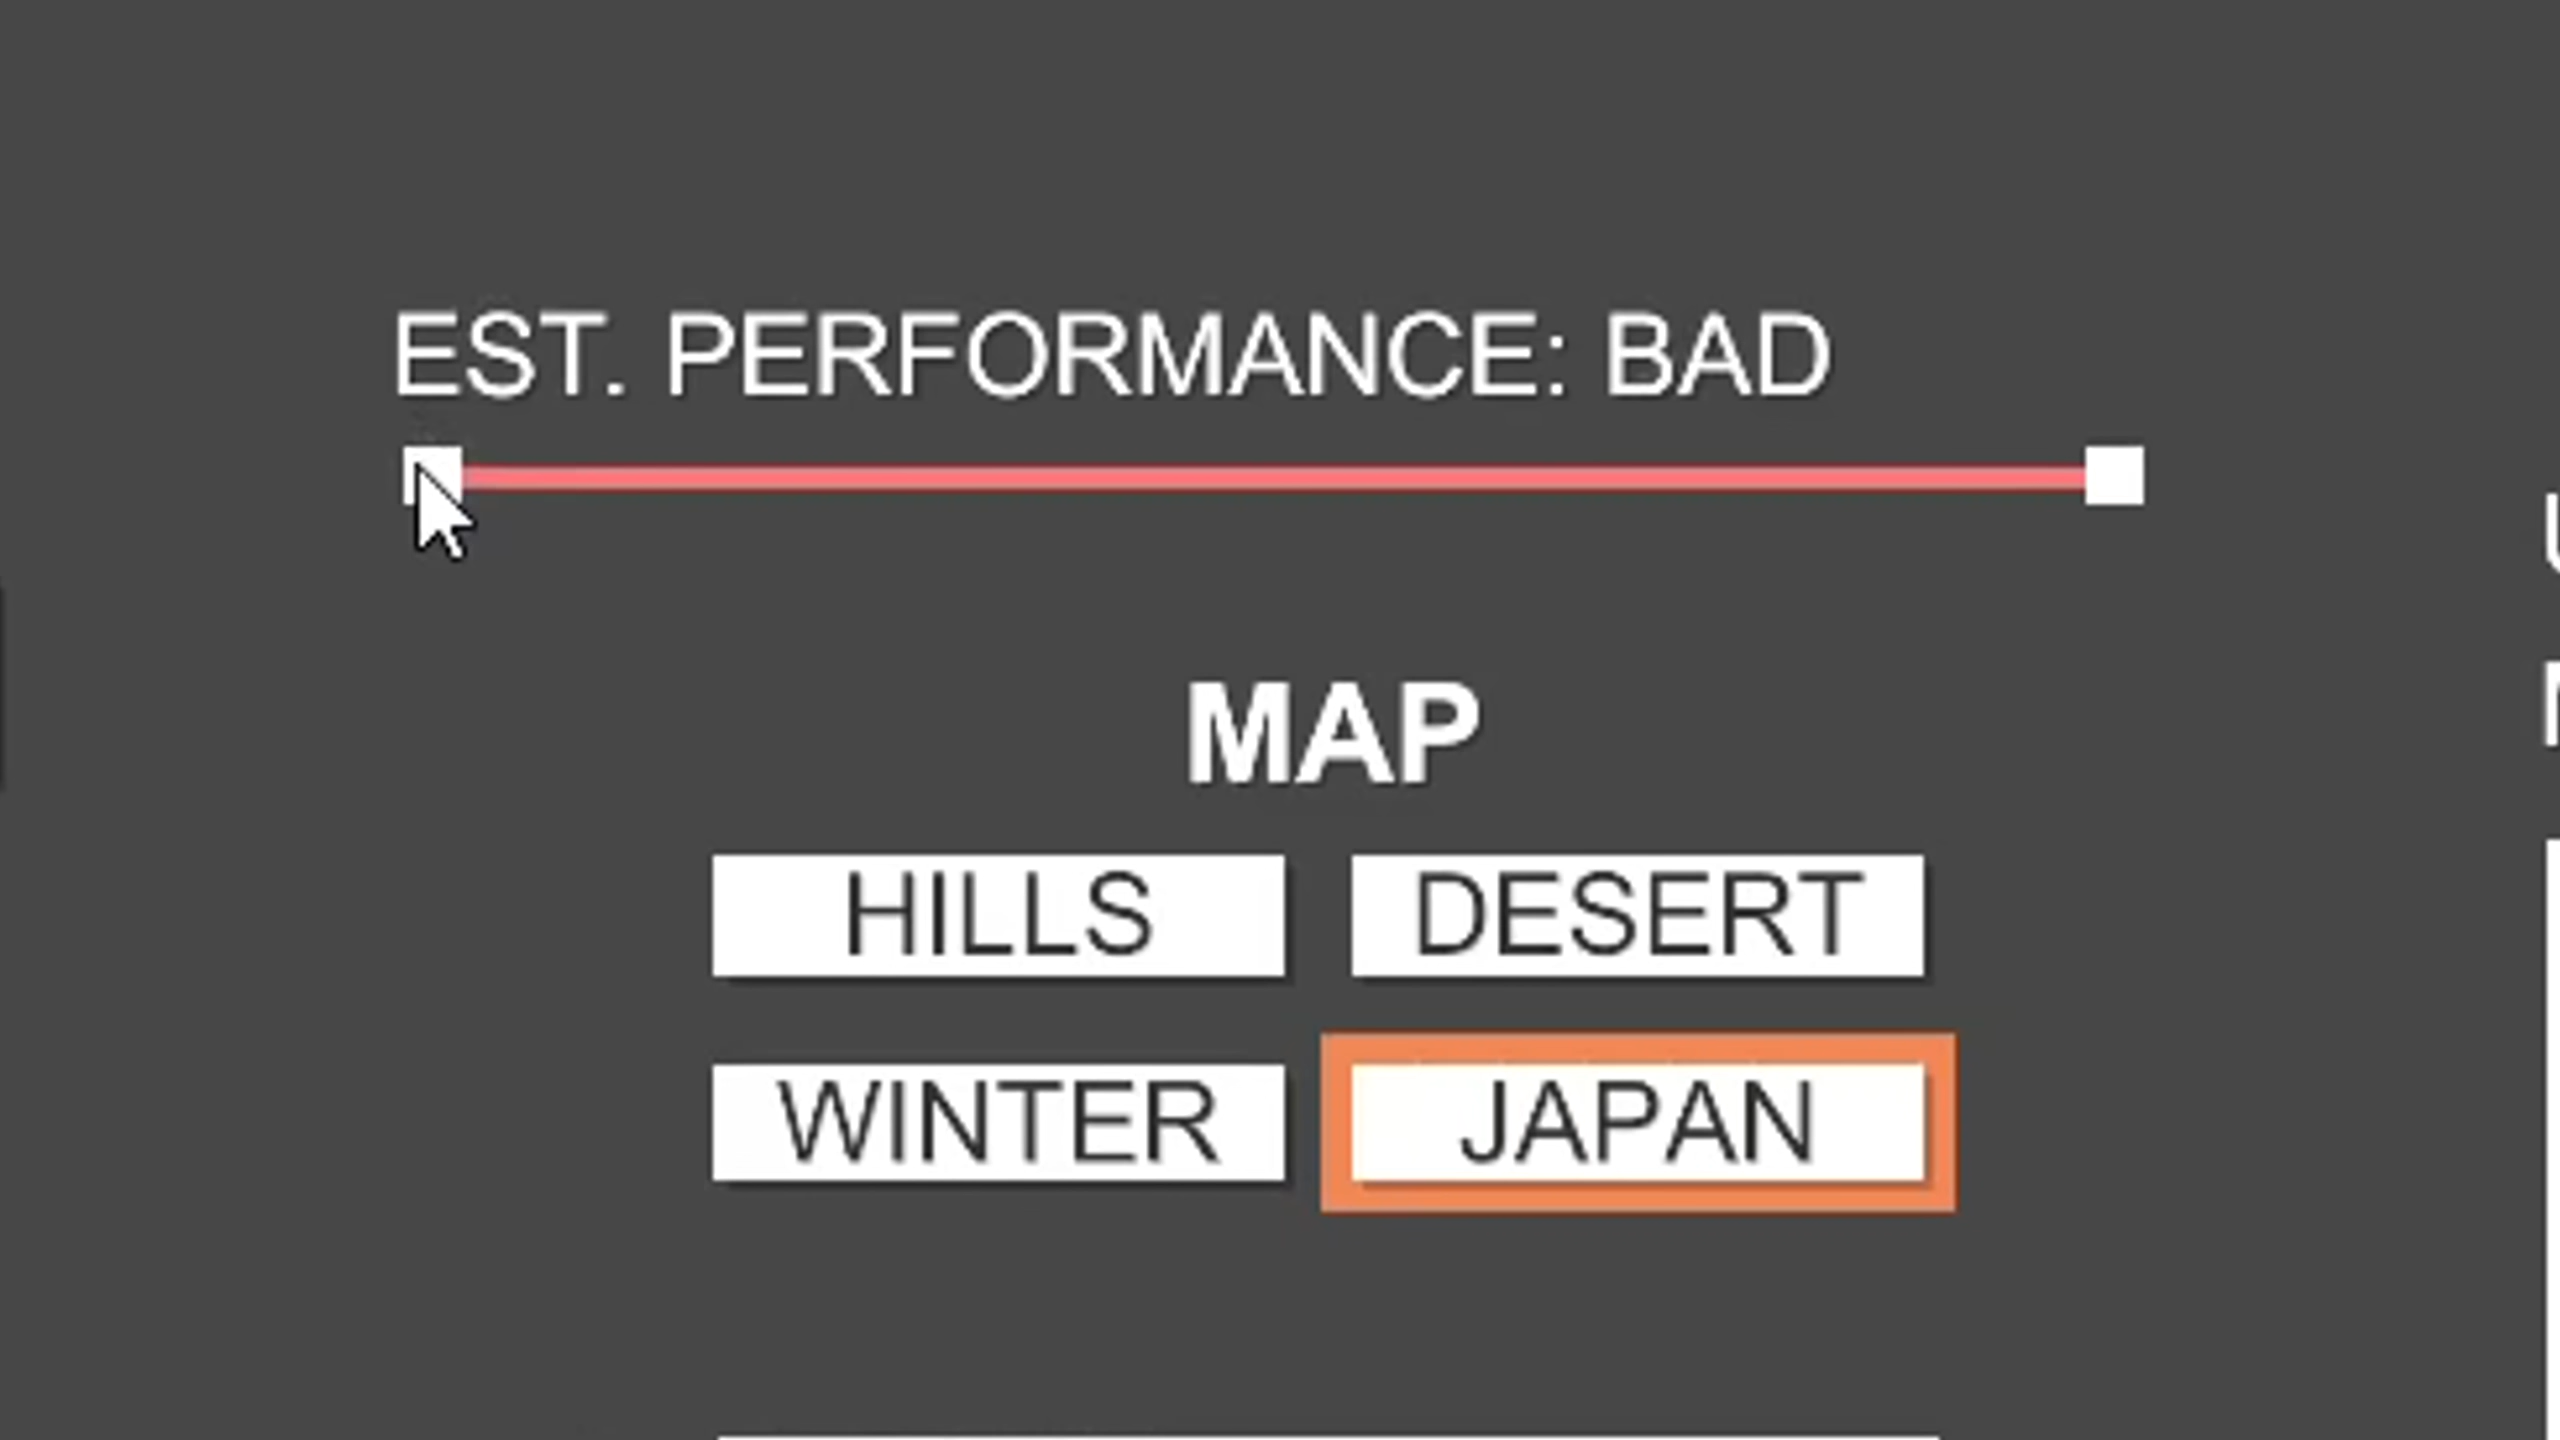 EST. PERFORMANCE: BAD
MAP
HILLS
DESERT
WINTER
JAPAN